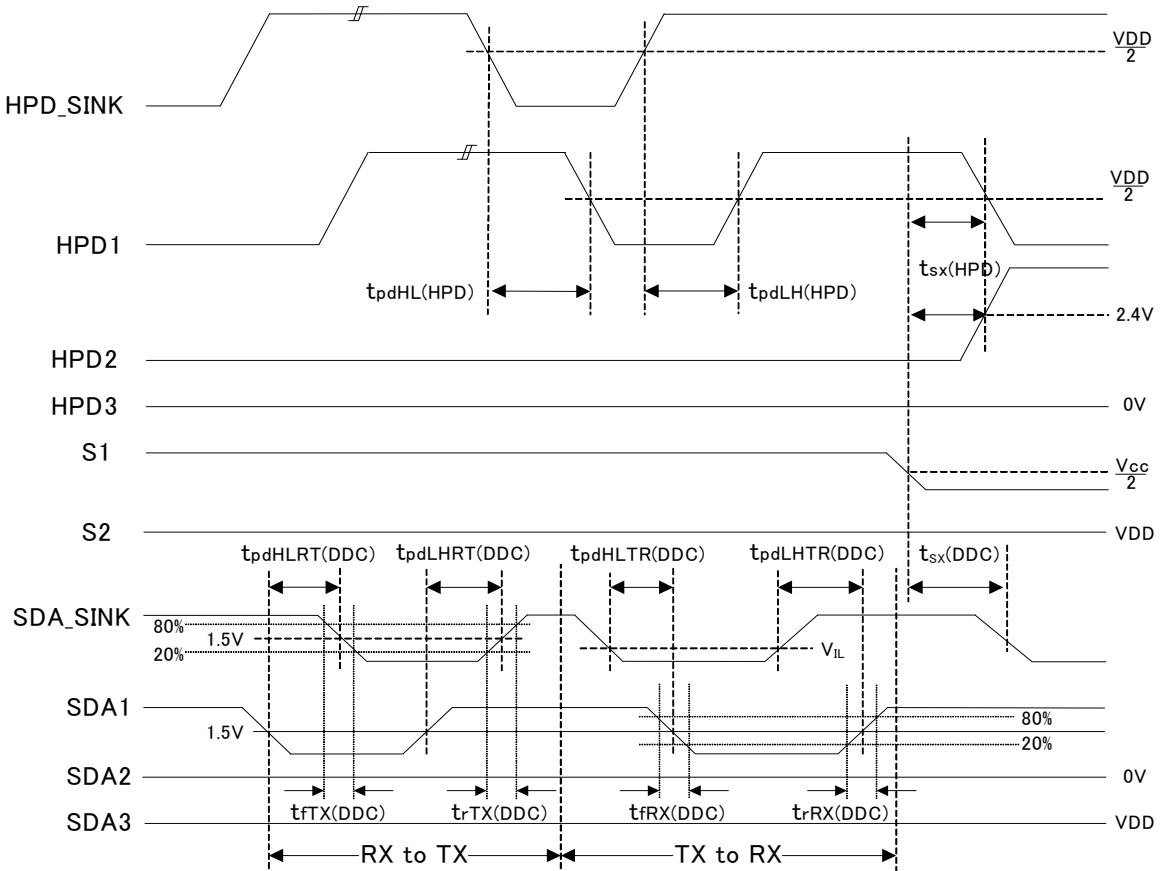 VDD
2
HPD_SINK
VDD
2
HPD1
tsx(HPD)
tpdHL(HPD)
tpdLH(HPD)
2.4V
HPD2
HPD3
0V
S1
Vcc
2
S2
VDD
tpdHLRT(DDC)
tpdLHRT(DDC)
tpdHLTR(DDC)
tpdLHTR(DDC)
tsx(DDC)
SDA_SINK
80%
1.5V
20%
VIL
SDA1
80%
1.5V
20%
SDA2
0V
tfTX(DDC)
trTX(DDC)
tfRX(DDC)
trRX(DDC)
SDA3
VDD
RX to TX
TX to RX